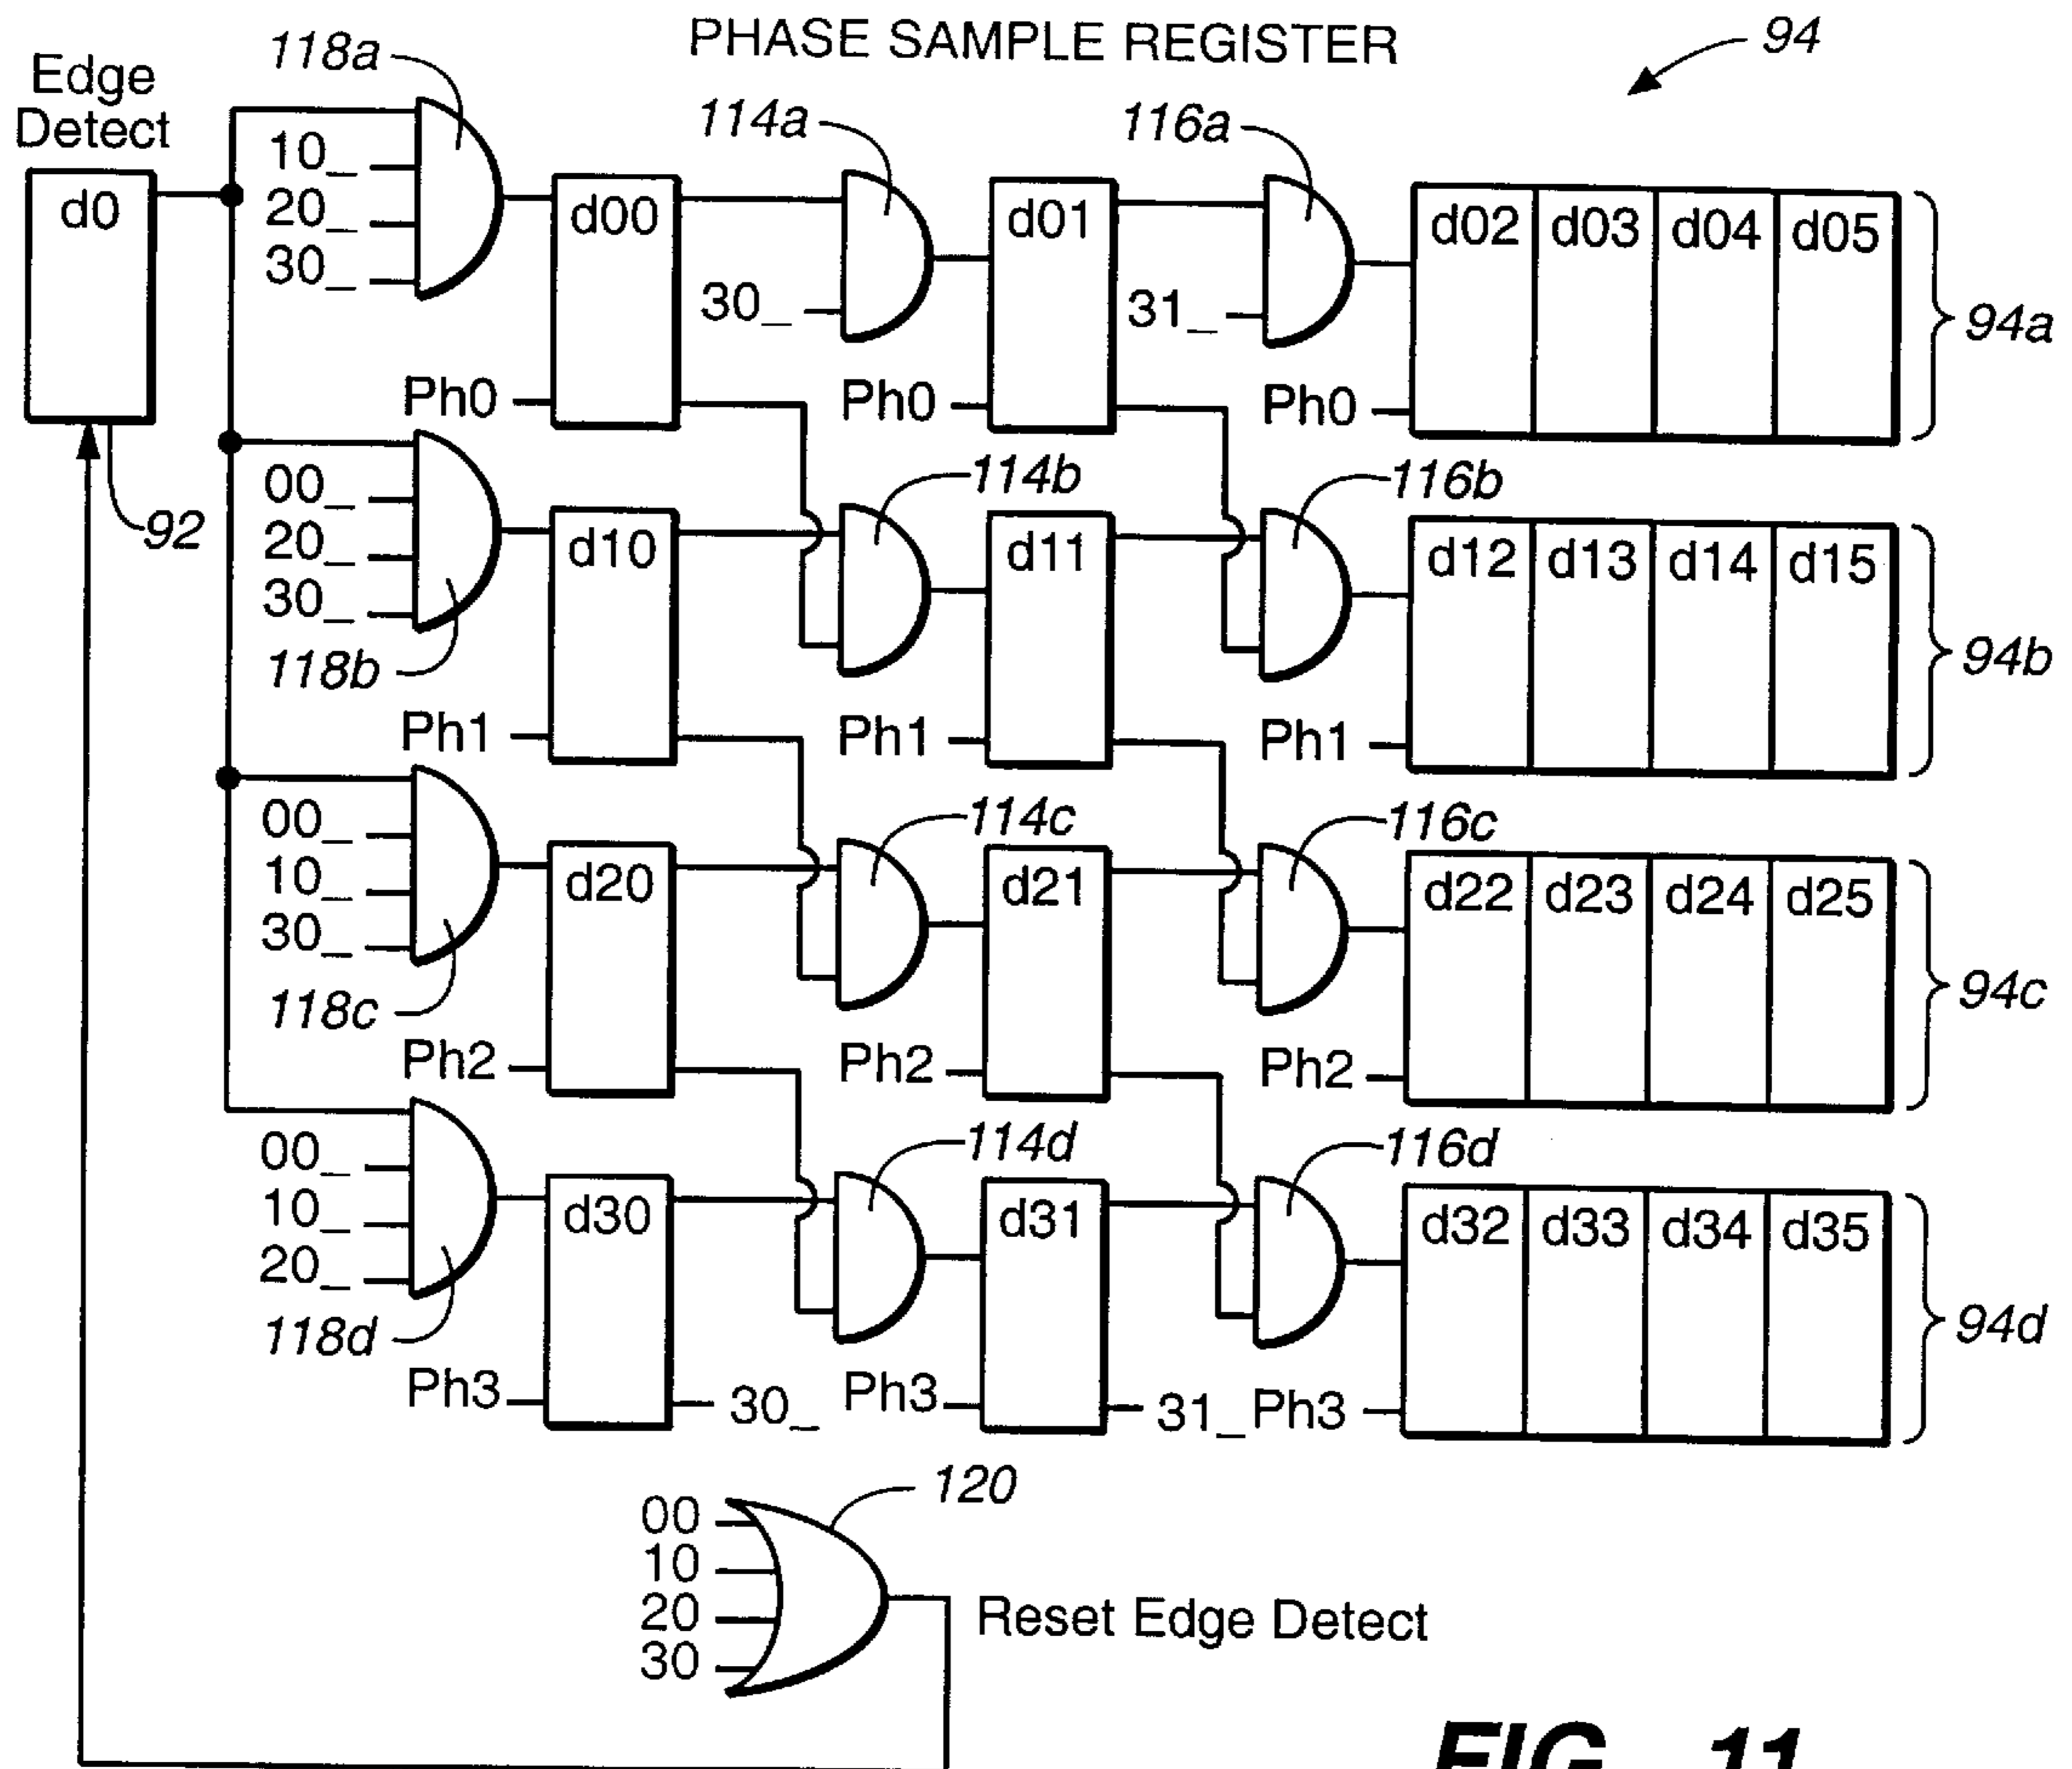 PHASE SAMPLE REGISTER
94
Edge
Detect
118a
114a
116a
10_
20_
30_
d0
d00
d01
d02 d03 d04 d05
30_
31_
94a
Ph0
Ph0
Ph0
92
114b
116b
00_
20_
30_
d10
d11
d12 d13 d14 d15
118b
94b
Ph1
Ph1
Ph1
114c
116c
00_
10_
30_
d20
d21
d22 d23 d24 d25
118c
94c
Ph2
Ph2
Ph2
114d
116d
00_
10_
20_
d30
d31
d32 d33 d34 d35
118d
94d
Ph3
30_
Ph3
31_
Ph3
120
00
10
20
30
Reset Edge Detect
FIG._11